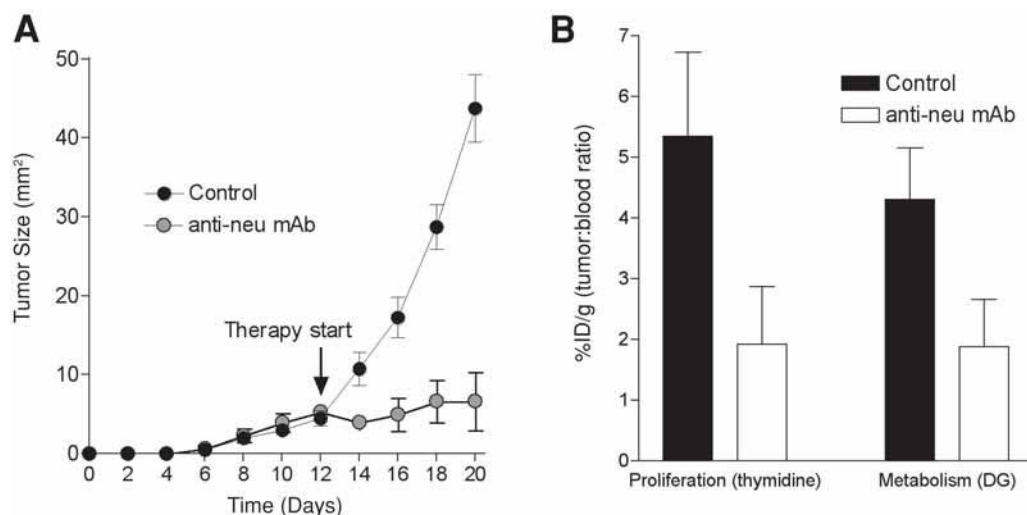 A
Tumor Size (mm²)
50
40
30
20
10
0
Control
anti-neu mAb
Therapy start
0 2 4 6 8 10 12 14 16 18 20
Time (Days)
B
%ID/g (tumor:blood ratio)
7
6
5
4
3
2
1
0
Control
anti-neu mAb
Proliferation (thymidine)
Metabolism (DG)